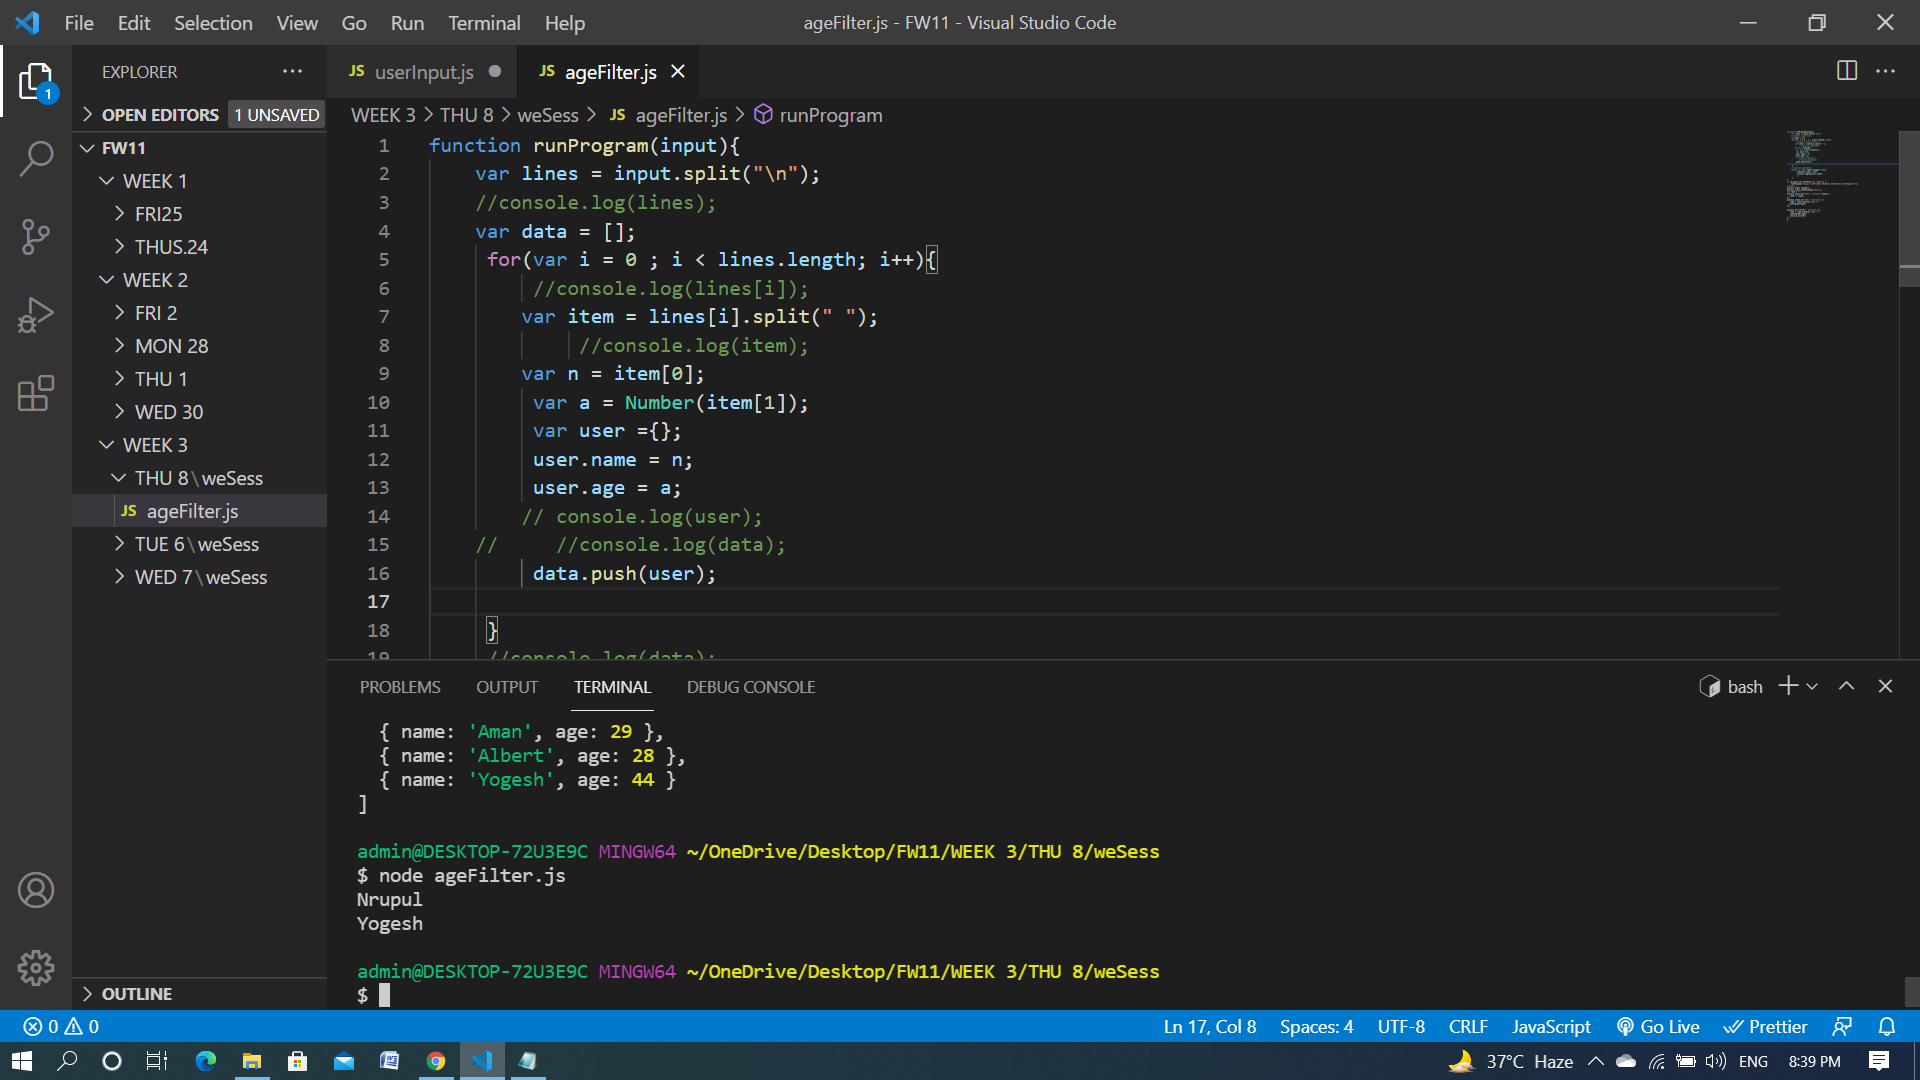 File Edit Selection View Go Run Terminal Help ageFilter.js - FW11 - Visual Studio Code
EXPLORER
OPEN EDITORS 1 UNSAVED
FW11
WEEK 1
FRI25
THUS.24
WEEK 2
FRI 2
MON 28
THU 1
WED 30
WEEK 3
THU 8\weSess
JS ageFilter.js
TUE 6\weSess
WED 7\weSess
OUTLINE
1
JS userInput.js
JS ageFilter.js
WEEK 3 > THU 8 > weSess > JS ageFilter.js > runProgram
1 function runProgram(input){
2 var lines = input.split("\n");
3 //console.log(lines);
4 var data = [];
5 for(var i = 0 ; i < lines.length; i++){
6 //console.log(lines[i]);
7 var item = lines[i].split(" ");
8 //console.log(item);
9 var n = item[0];
10 var a = Number(item[1]);
11 var user ={};
12 user.name = n;
13 user.age = a;
14 // console.log(user);
15 // //console.log(data);
16 data.push(user);
17
18 }
19 //console.log(data);
PROBLEMS OUTPUT TERMINAL DEBUG CONSOLE bash
{ name: 'Aman', age: 29 },
{ name: 'Albert', age: 28 },
{ name: 'Yogesh', age: 44 }
]
admin@DESKTOP-72U3E9C MINGW64 ~/OneDrive/Desktop/FW11/WEEK 3/THU 8/weSess
$ node ageFilter.js
Nrupul
Yogesh
admin@DESKTOP-72U3E9C MINGW64 ~/OneDrive/Desktop/FW11/WEEK 3/THU 8/weSess
$
0 0 Ln 17, Col 8 Spaces: 4 UTF-8 CRLF JavaScript Go Live Prettier
37°C Haze ENG 8:39 PM